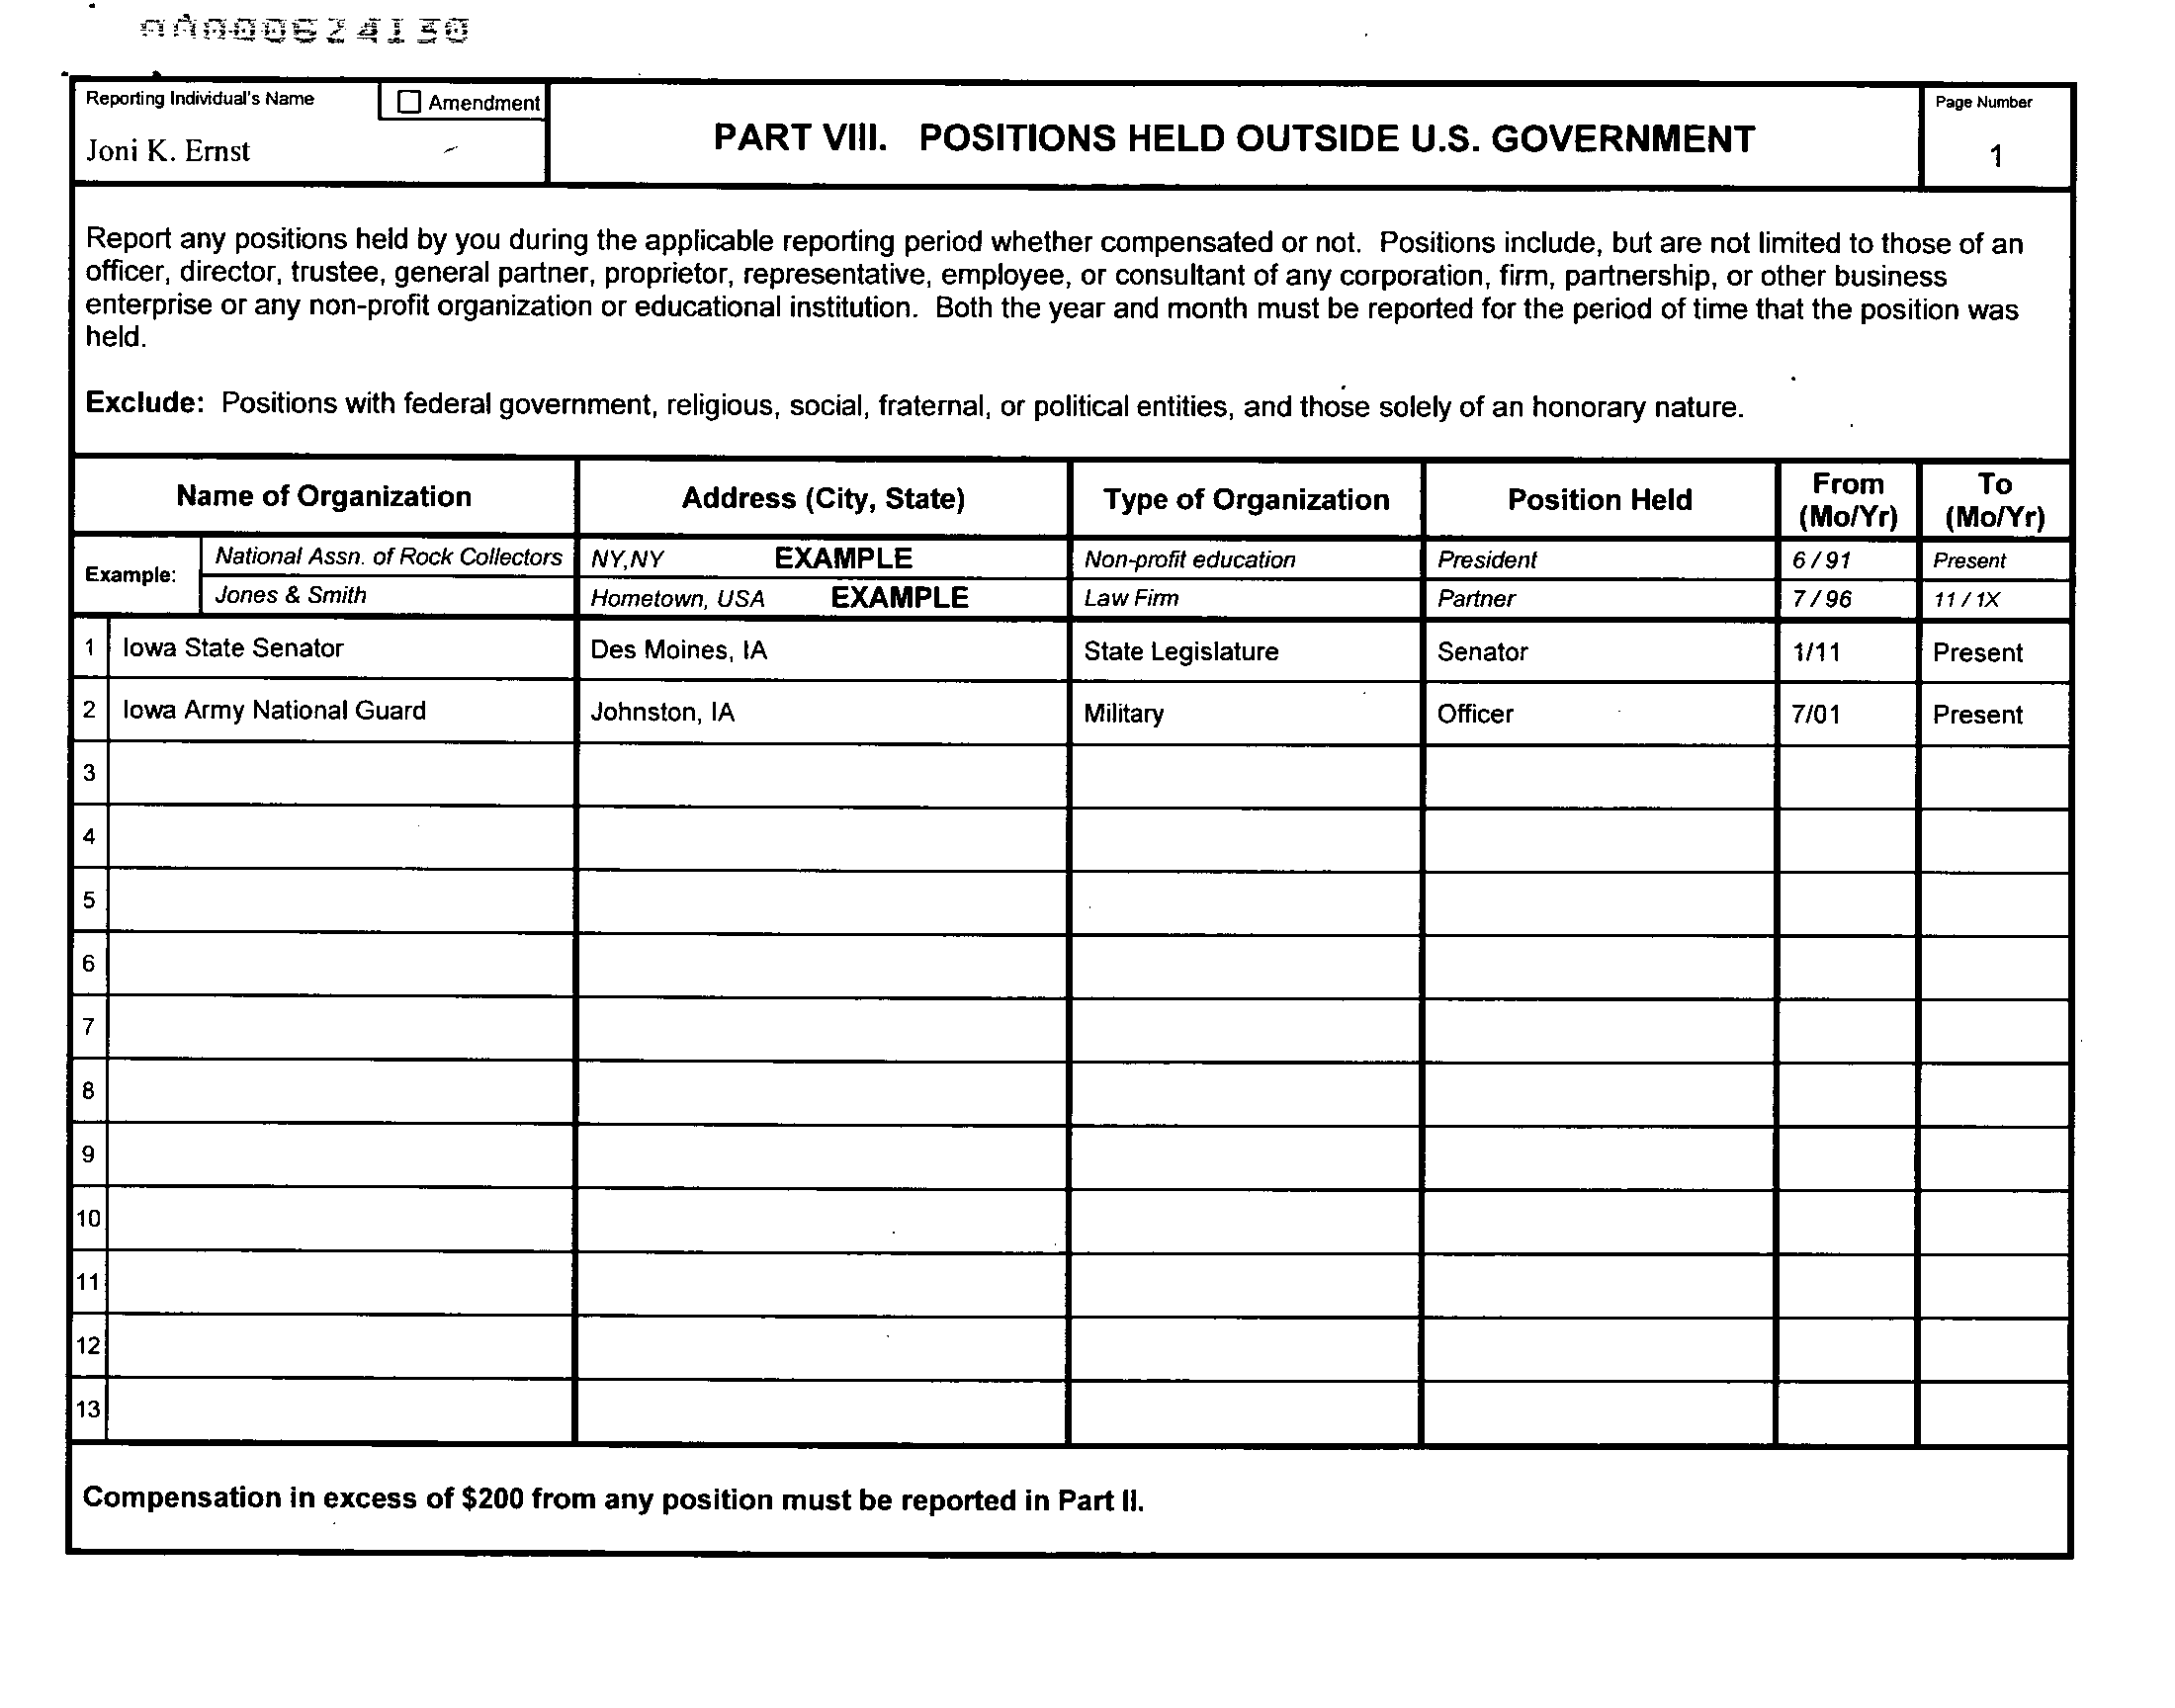 Reporting Individual's Name
Amendment
Joni K. Ernst
PART VIII. POSITIONS HELD OUTSIDE U.S. GOVERNMENT
Page Number
1
Report any positions held by you during the applicable reporting period whether compensated or not. Positions include, but are not limited to those of an
officer, director, trustee, general partner, proprietor, representative, employee, or consultant of any corporation, firm, partnership, or other business
enterprise or any non-profit organization or educational institution. Both the year and month must be reported for the period of time that the position was
held.
Exclude: Positions with federal government, religious, social, fraternal, or political entities, and those solely of an honorary nature.
Name of Organization Address (City, State) Type of Organization Position Held From (Mo/Yr) To (Mo/Yr)
Example: National Assn. of Rock Collectors NY,NY EXAMPLE Non-profit education President 6 / 91 Present
Jones & Smith Hometown, USA EXAMPLE Law Firm Partner 7 / 96 11 / 1X
1 Iowa State Senator Des Moines, IA State Legislature Senator 1/11 Present
2 Iowa Army National Guard Johnston, IA Military Officer 7/01 Present
3
4
5
6
7
8
9
10
11
12
13
Compensation in excess of $200 from any position must be reported in Part II.